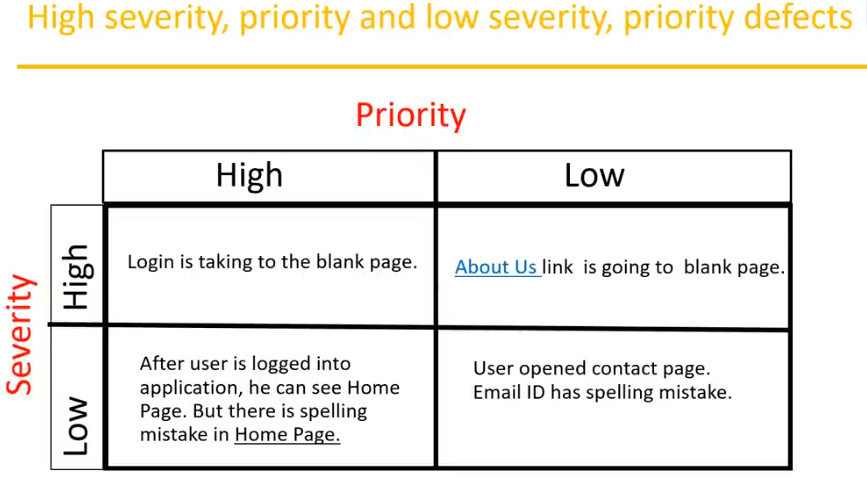 High severity, priority and low severity, priority defects
Priority
High
Low
Severity
High
Login is taking to the blank page.
About Us link is going to blank page.
Low
After user is logged into
application, he can see Home
Page. But there is spelling
mistake in Home Page.
User opened contact page.
Email ID has spelling mistake.